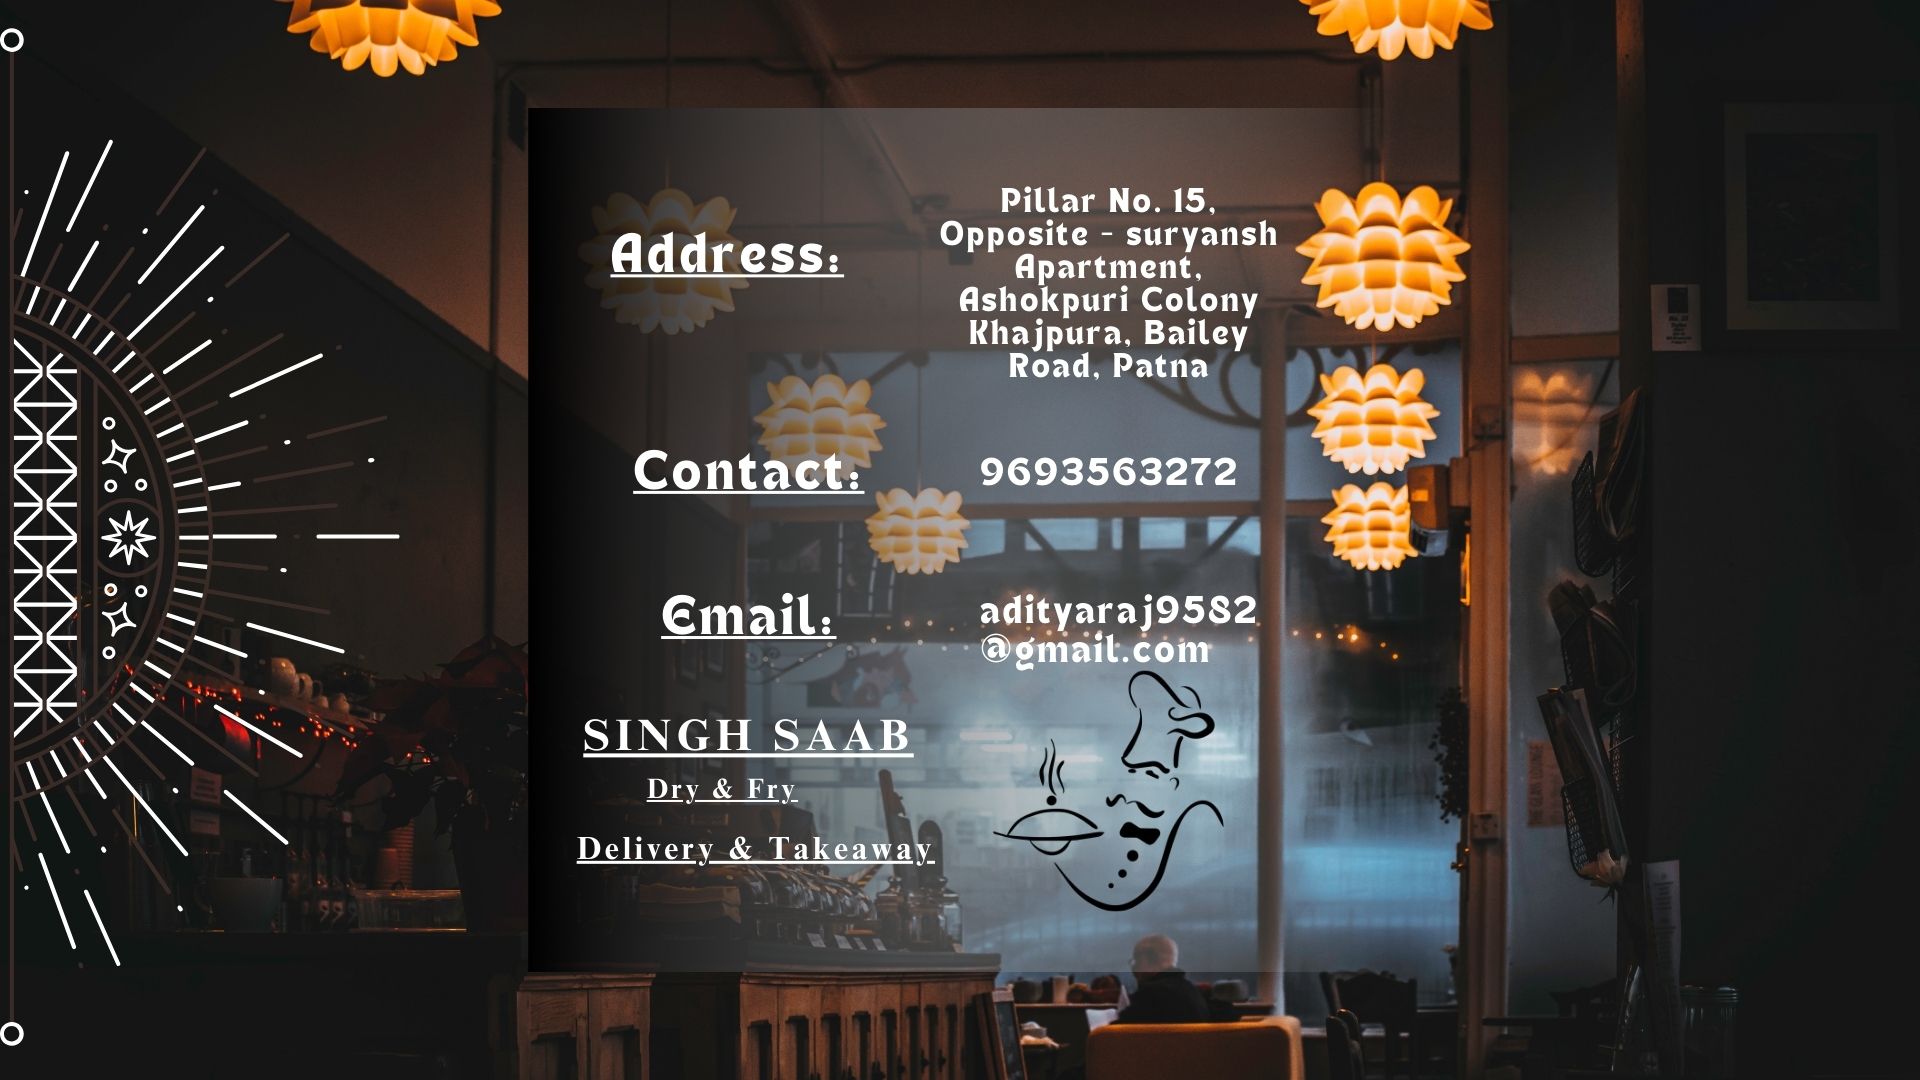 Address:
Pillar No. 15,
Opposite - suryansh
Apartment,
Ashokpuri Colony
Khajpura, Bailey
Road, Patna
Contact:
9693563272
Email:
adityaraj9582
@gmail.com
SINGH SAAB
Dry & Fry
Delivery & Takeaway